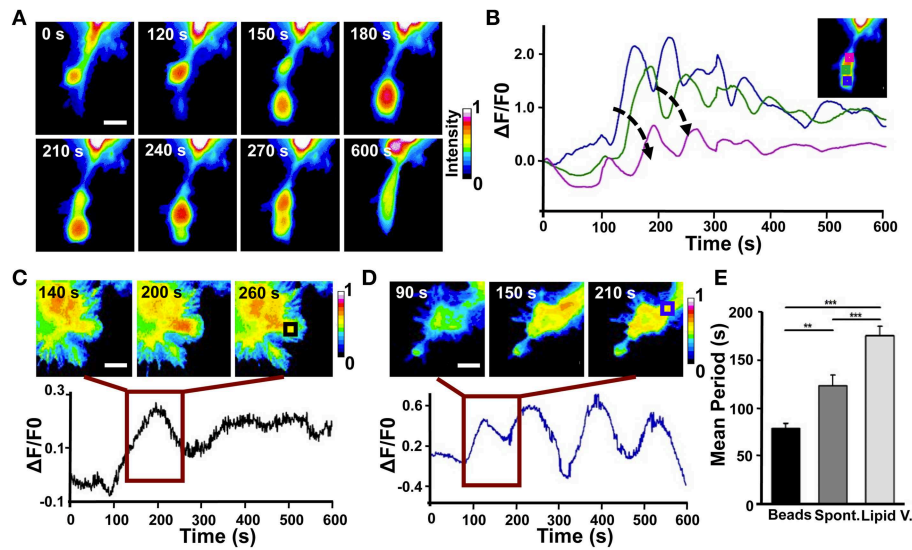 A
0 s
120 s
150 s
180 s
210 s
240 s
270 s
600 s
Intensity
1
0
B
ΔF/F0
2.0
1.0
0.0
0
100
200
300
400
500
600
Time (s)
C
140 s
200 s
260 s
1
0
ΔF/F0
0.3
0.1
-0.1
0
100
200
300
400
500
600
Time (s)
D
90 s
150 s
210 s
1
0
ΔF/F0
0.6
0.2
-0.4
0
100
200
300
400
500
600
Time (s)
E
Mean Period (s)
200
150
100
50
0
***
**
***
Beads Spont. Lipid V.